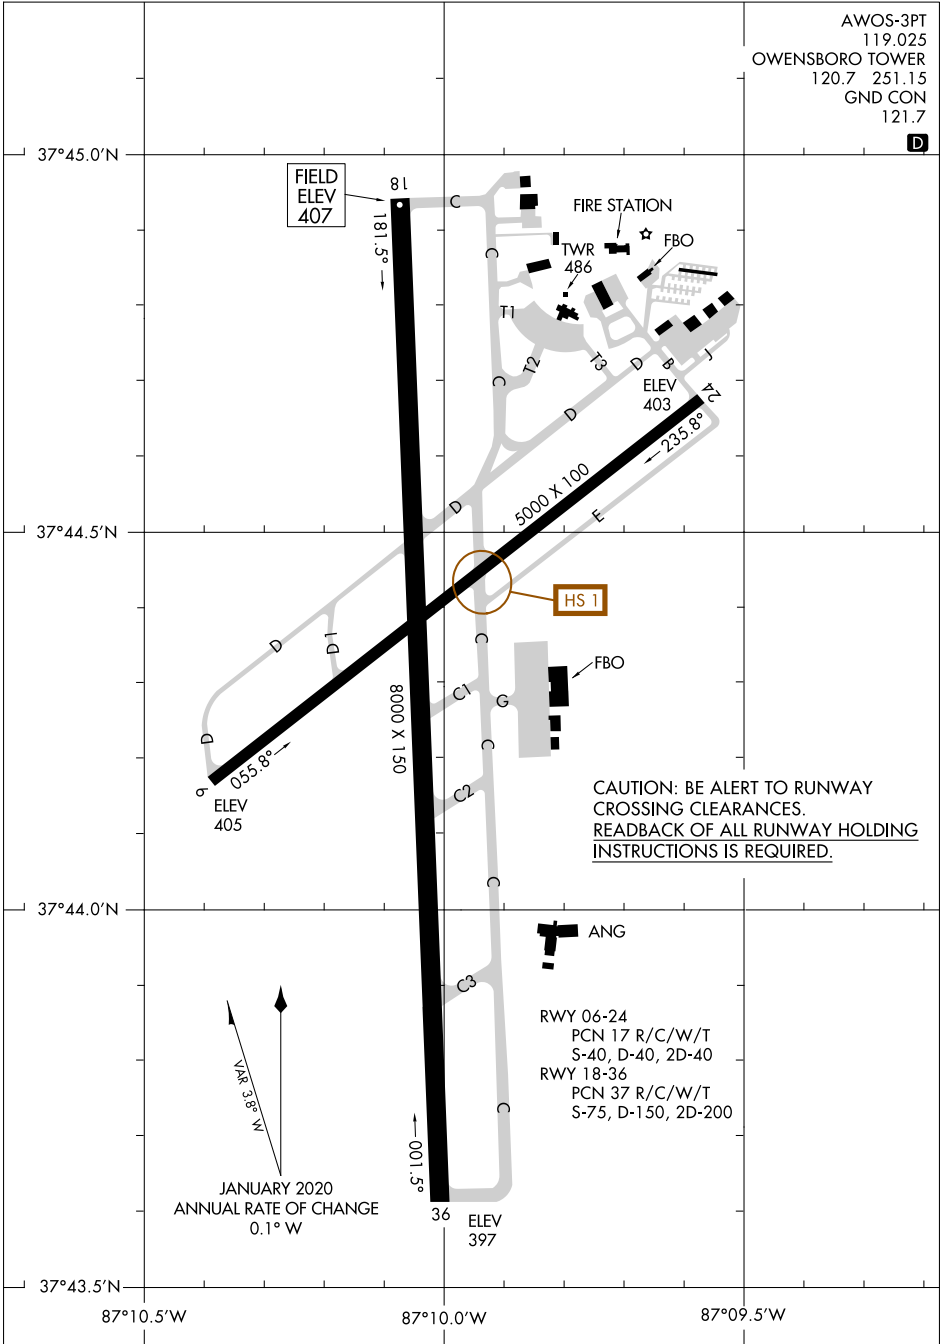 AWOS-3PT
119.025
OWENSBORO TOWER
120.7 251.15
GND CON
121.7
D
37°45.0'N
FIELD
ELEV
407
18
C
181.5°
FIRE STATION
FBO
TWR
486
C
T1
T2
T3
C
D
B
J
D
ELEV
403
24
235.8°
5000 X 100
D
E
37°44.5'N
HS 1
C
D
D1
FBO
C1
G
8000 X 150
D
055.8°
C
6
ELEV
405
C2
CAUTION: BE ALERT TO RUNWAY
CROSSING CLEARANCES.
READBACK OF ALL RUNWAY HOLDING
INSTRUCTIONS IS REQUIRED.
C
37°44.0'N
ANG
C3
RWY 06-24
PCN 17 R/C/W/T
S-40, D-40, 2D-40
RWY 18-36
PCN 37 R/C/W/T
S-75, D-150, 2D-200
VAR 3.8° W
C
001.5°
JANUARY 2020
ANNUAL RATE OF CHANGE
0.1° W
36
ELEV
397
37°43.5'N
87°10.5'W
87°10.0'W
87°09.5'W